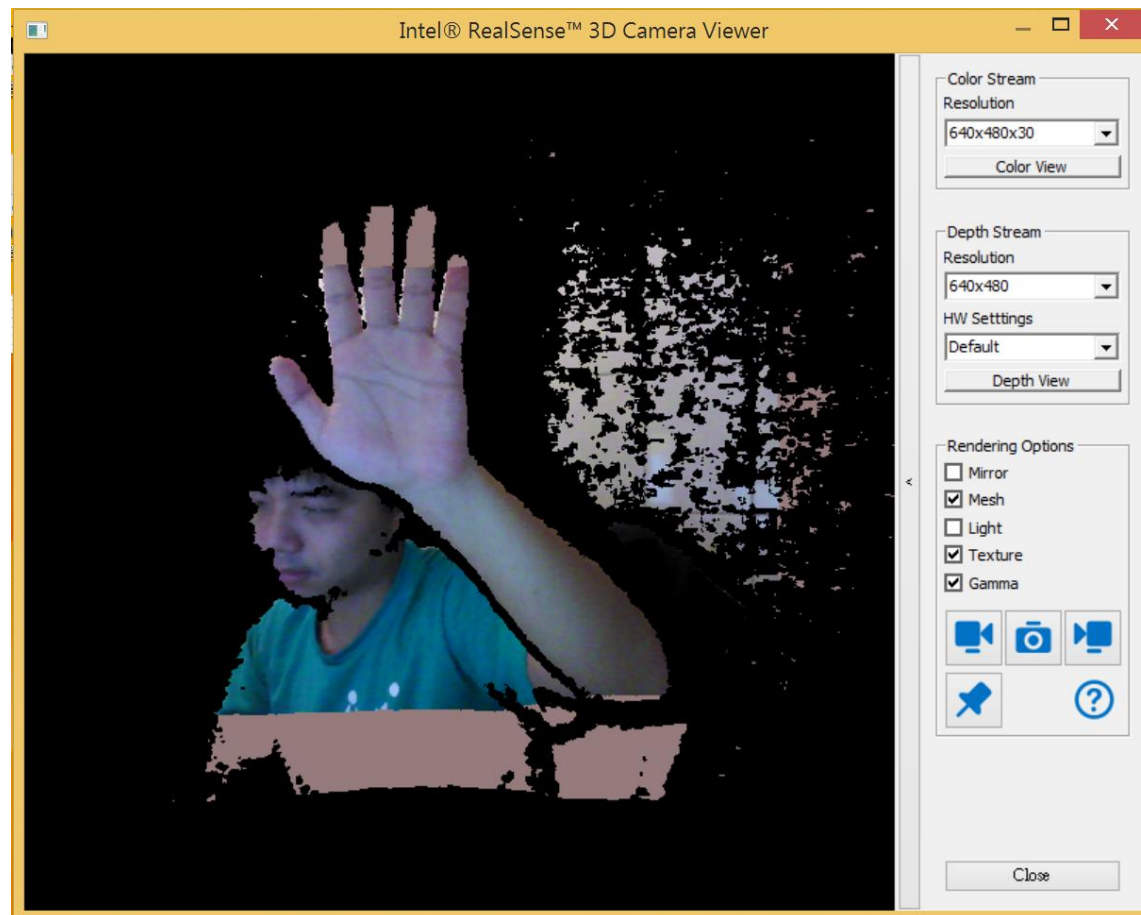 Intel® RealSense™ 3D Camera Viewer
Color Stream
Resolution
640x480x30
Color View
Depth Stream
Resolution
640x480
HW Setttings
Default
Depth View
Rendering Options
Mirror
Mesh
Light
Texture
Gamma
<
?
Close